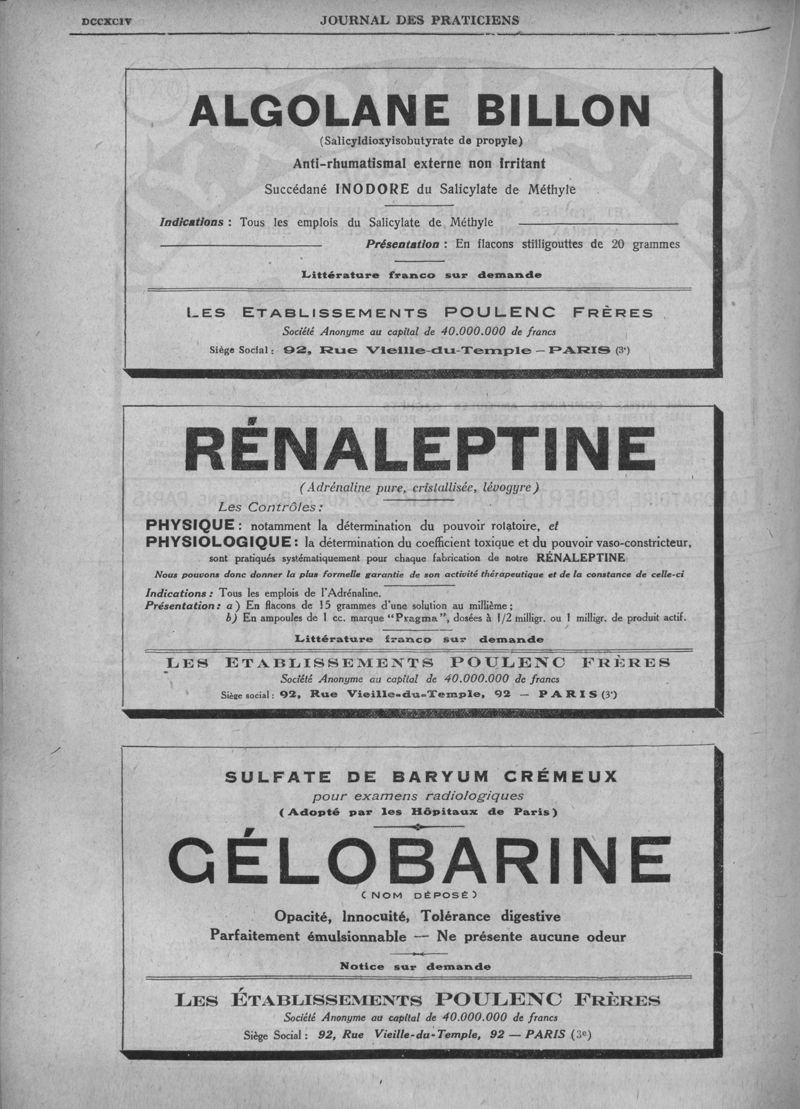 DCCXCIV
JOURNAL DES PRATICIENS
ALGOLANE BILLON
(Salicyldioxyisobutyrate de propyle)
Anti-rhumatismal externe non irritant
Succédané INODORE du Salicylate de Méthyle
Indications : Tous les emplois du Salicylate de Méthyle
Présentation : En flacons stilligouttes de 20 grammes
Littérature franco sur demande
LES ETABLISSEMENTS POULENC FRÈRES
Société Anonyme au capital de 40.000.000 de francs
Siège Social : 92, Rue Vieille-du-Temple — PARIS (3e)
RÉNALEPTINE
(Adrénaline pure, cristallisée, lévogyre)
Les Contrôles :
PHYSIQUE : notamment la détermination du pouvoir rotatoire, et
PHYSIOLOGIQUE : la détermination du coefficient toxique et du pouvoir vaso-constricteur,
sont pratiqués systématiquement pour chaque fabrication de notre RÉNALEPTINE
Nous pouvons donc donner la plus formelle garantie de son activité thérapeutique et de la constance de celle-ci
Indications : Tous les emplois de l'Adrénaline.
Présentation : a) En flacons de 15 grammes d'une solution au millième ;
b) En ampoules de 1 cc. marque "Pragma", dosées à 1/2 milligr. ou 1 milligr. de produit actif.
Littérature franco sur demande
LES ETABLISSEMENTS POULENC FRÈRES
Société Anonyme au capital de 40.000.000 de francs
Siège social : 92, Rue Vieille-du-Temple, 92 — PARIS (3e)
SULFATE DE BARYUM CRÉMEUX
pour examens radiologiques
(Adopté par les Hôpitaux de Paris)
GÉLOBARINE
(NOM DÉPOSÉ)
Opacité, Innocuité, Tolérance digestive
Parfaitement émulsionnable — Ne présente aucune odeur
Notice sur demande
LES ÉTABLISSEMENTS POULENC FRÈRES
Société Anonyme au capital de 40.000.000 de francs
Siège Social : 92, Rue Vieille-du-Temple, 92 — PARIS (3e)